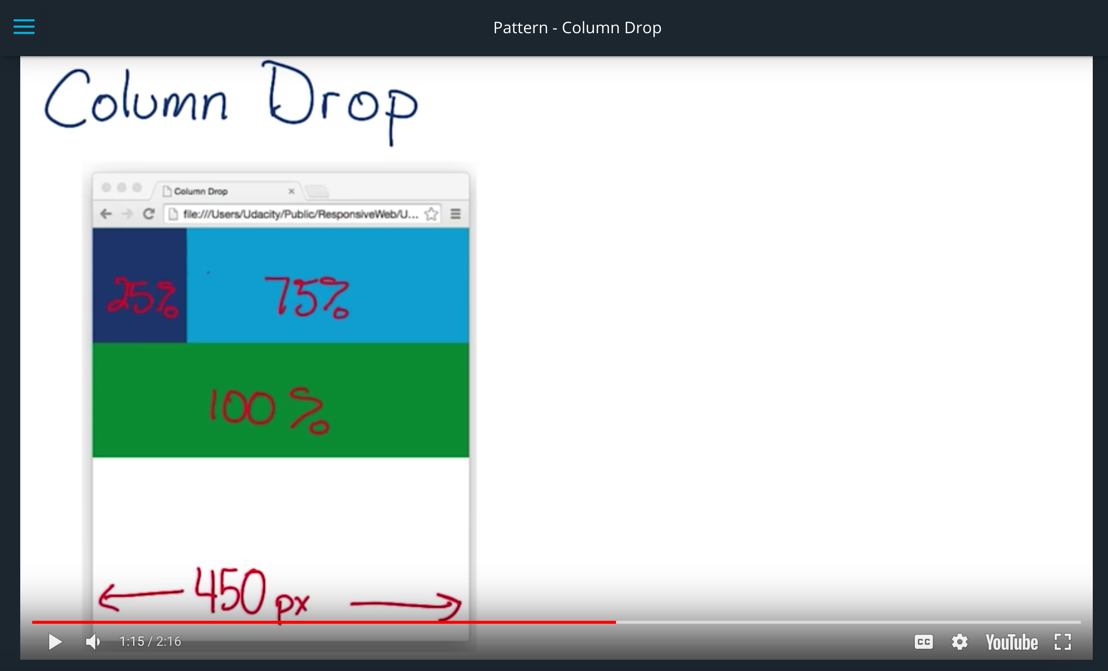 Pattern - Column Drop
Column Drop
Column Drop
file:///Users/Udacity/Public/ResponsiveWeb/U...
25% 75%
100%
450 px
1:15 / 2:16 CC YouTube